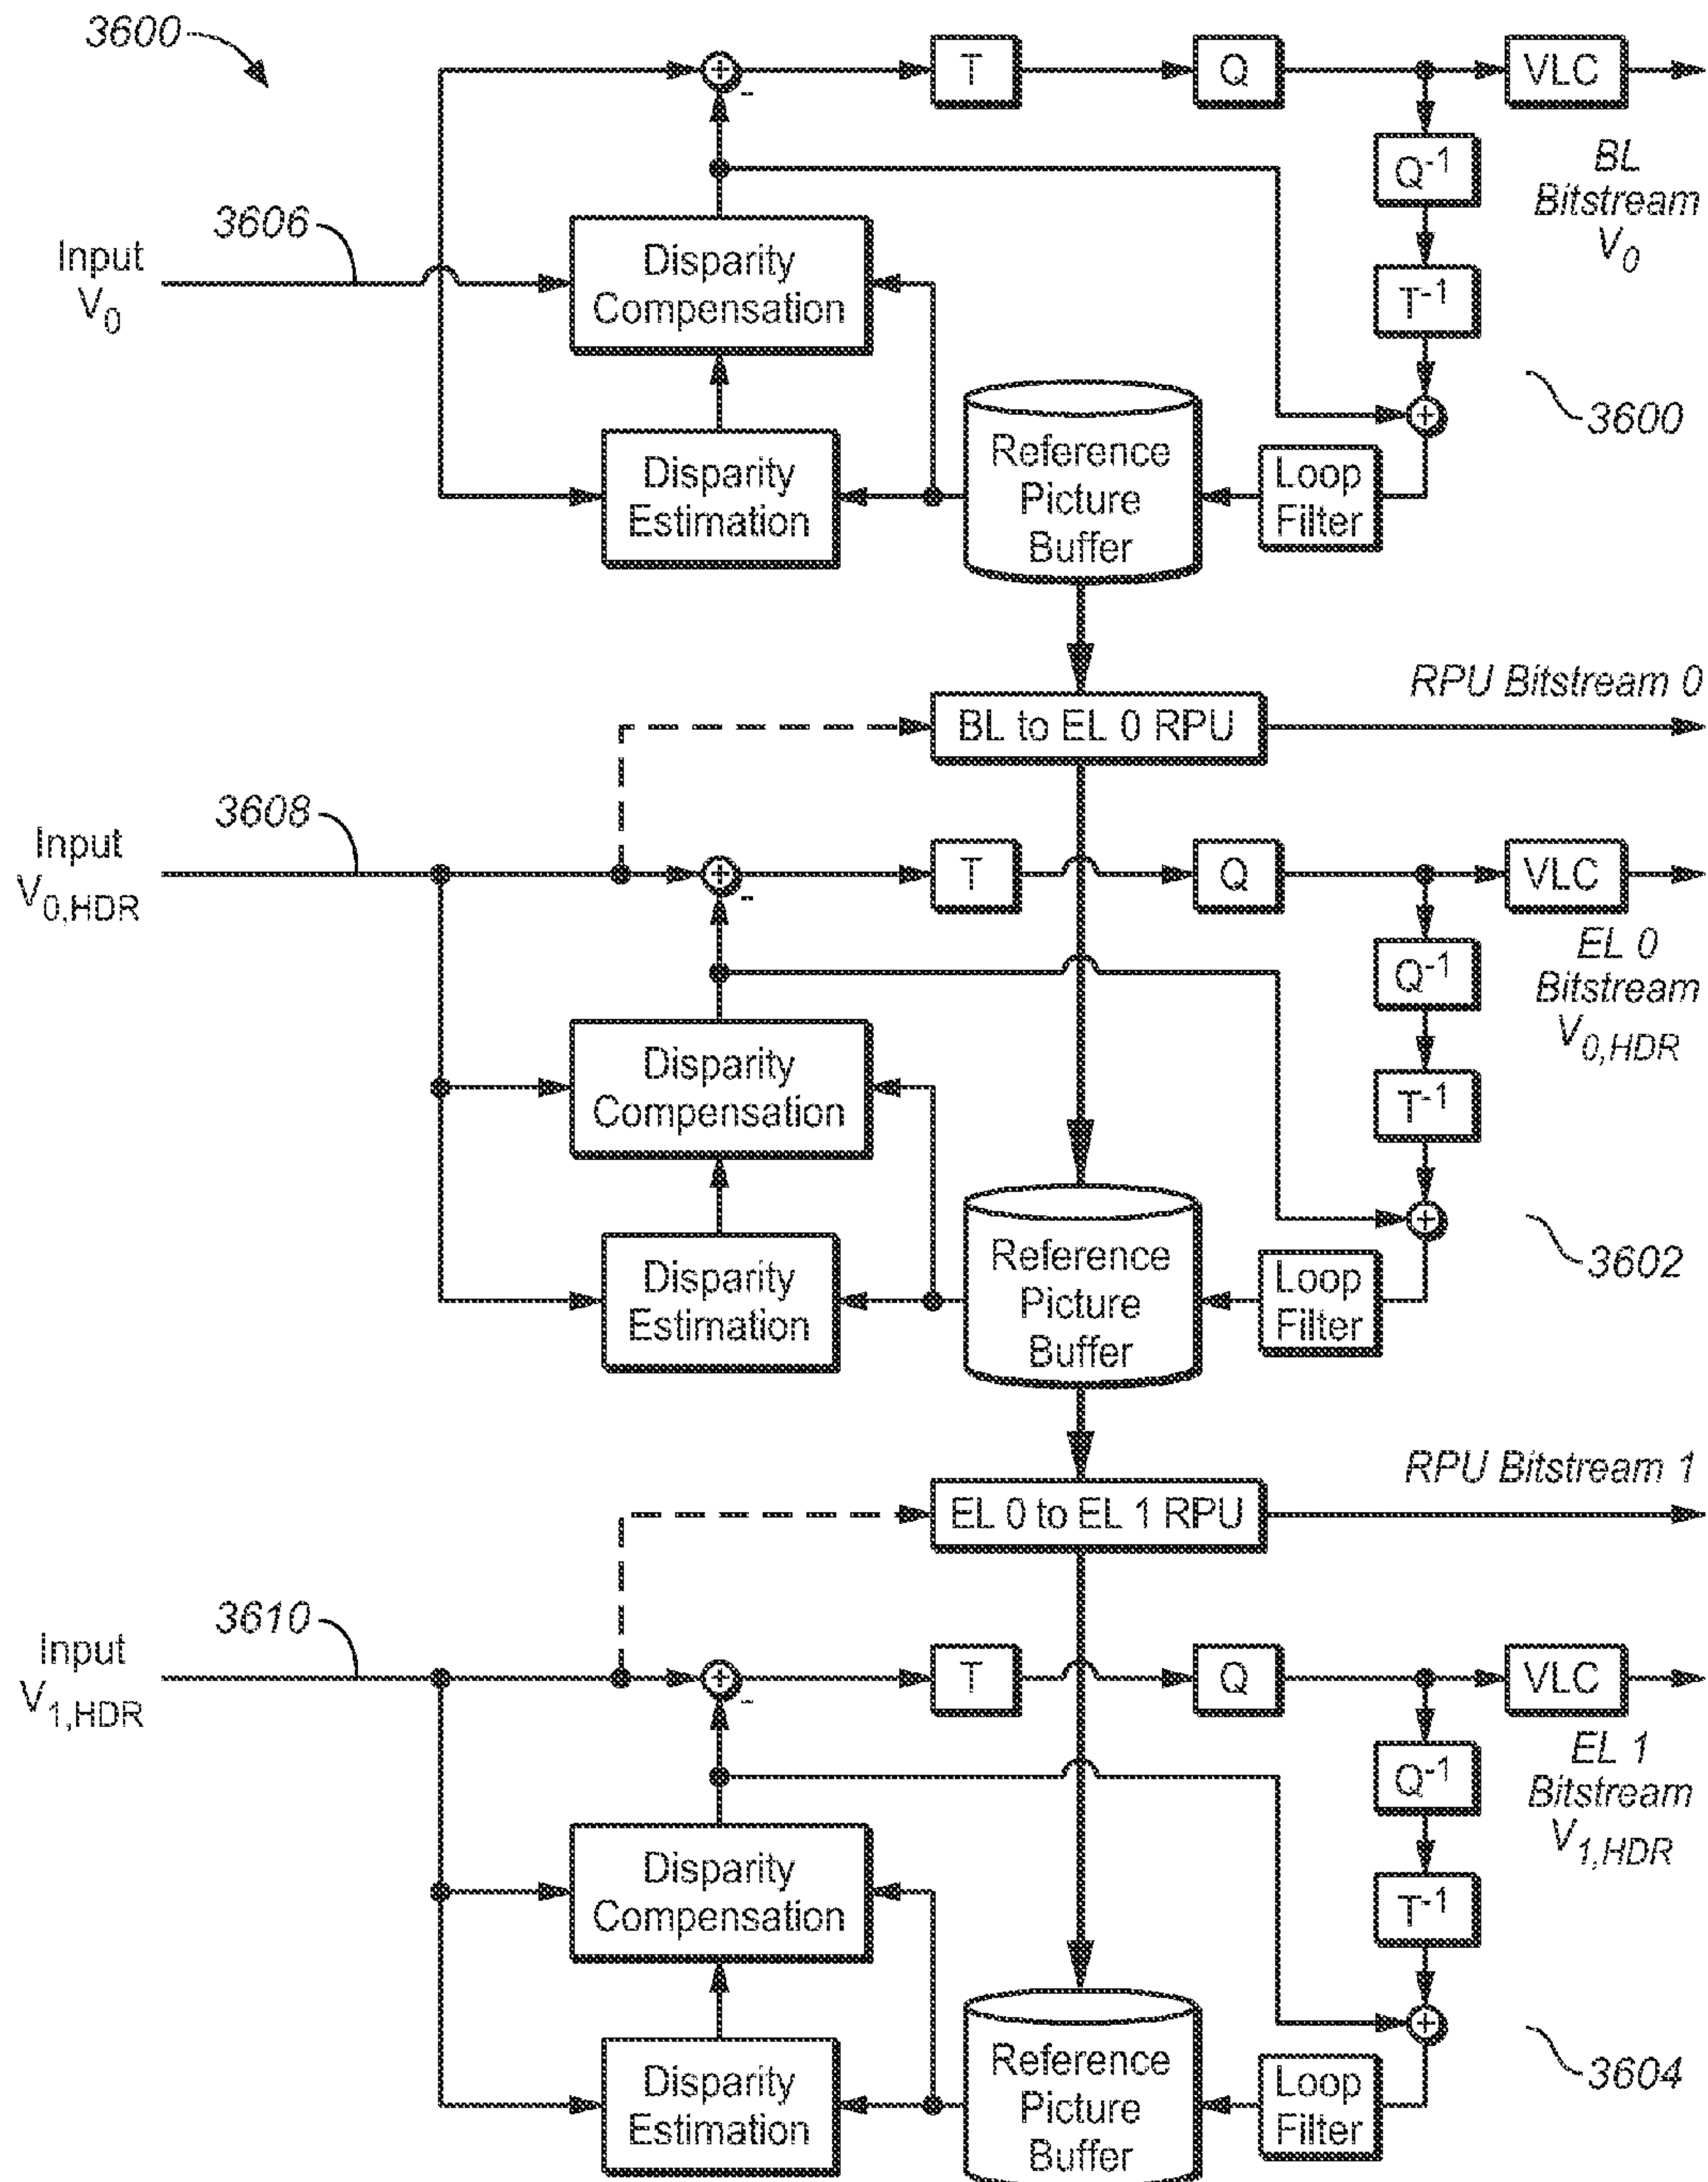 3600
+
-
T
Q
VLC
Q-1
BL
Bitstream
V0
3606
Input
V0
Disparity
Compensation
T-1
+
3600
Disparity
Estimation
Reference
Picture
Buffer
Loop
Filter
RPU Bitstream 0
BL to EL 0 RPU
3608
Input
V0,HDR
+
-
T
Q
VLC
Q-1
EL 0
Bitstream
V0,HDR
Disparity
Compensation
T-1
+
3602
Disparity
Estimation
Reference
Picture
Buffer
Loop
Filter
RPU Bitstream 1
EL 0 to EL 1 RPU
3610
Input
V1,HDR
+
-
T
Q
VLC
Q-1
EL 1
Bitstream
V1,HDR
Disparity
Compensation
T-1
+
3604
Disparity
Estimation
Reference
Picture
Buffer
Loop
Filter